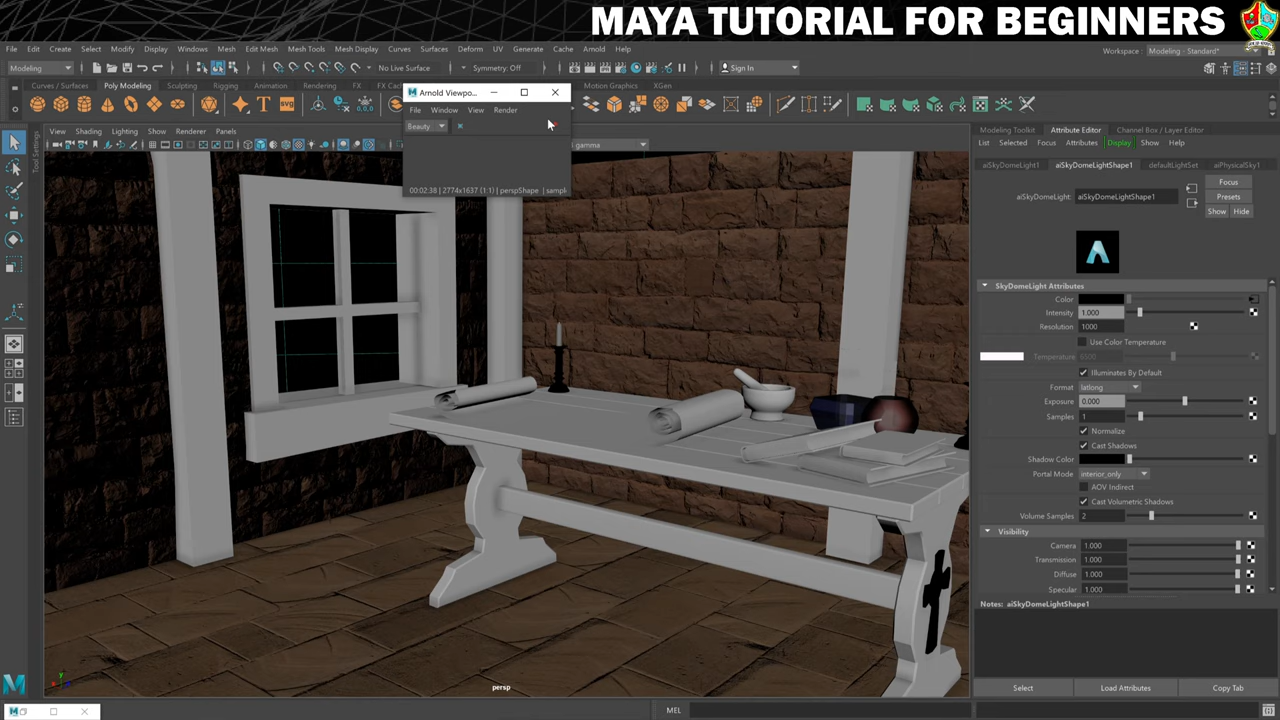 MAYA TUTORIAL FOR BEGINNERS
File Edit Create Select Modify Display Windows Mesh Edit Mesh Mesh Tools Mesh Display Curves Surfaces Deform UV Generate Cache Arnold Help
Workspace : Modeling - Standard*
Modeling
No Live Surface
Symmetry: Off
Sign In
Curves / Surfaces Poly Modeling Sculpting Rigging Animation Rendering FX FX Ca
Motion Graphics XGen
Arnold Viewpo...
File Window View Render
Beauty
00:02:38 | 2774x1637 (1:1) | perspShape | sampl
View Shading Lighting Show Renderer Panels
gamma
Tool Settings
persp
Modeling Toolkit Attribute Editor Channel Box / Layer Editor
List Selected Focus Attributes Display Show Help
aiSkyDomeLight1 aiSkyDomeLightShape1 defaultLightSet aiPhysicalSky1
aiSkyDomeLight: aiSkyDomeLightShape1
Focus
Presets
Show Hide
SkyDomeLight Attributes
Color
Intensity 1.000
Resolution 1000
Use Color Temperature
Temperature 6500
Illuminates By Default
Format latlong
Exposure 0.000
Samples 1
Normalize
Cast Shadows
Shadow Color
Portal Mode interior_only
AOV Indirect
Cast Volumetric Shadows
Volume Samples 2
Visibility
Camera 1.000
Transmission 1.000
Diffuse 1.000
Specular 1.000
Notes: aiSkyDomeLightShape1
Select Load Attributes Copy Tab
MEL